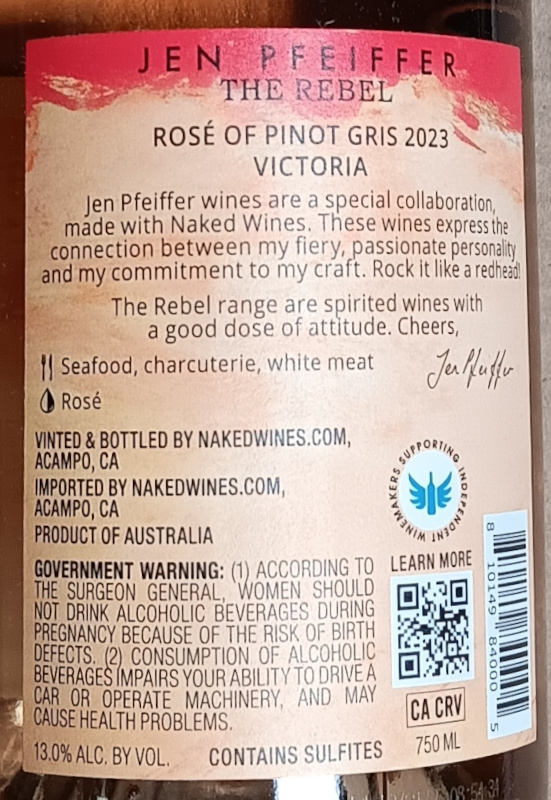 JEN PFEIFFER
THE REBEL
ROSÉ OF PINOT GRIS 2023
VICTORIA
Jen Pfeiffer wines are a special collaboration,
made with Naked Wines. These wines express the
connection between my fiery, passionate personality
and my commitment to my craft. Rock it like a redhead!
The Rebel range are spirited wines with
a good dose of attitude. Cheers,
Seafood, charcuterie, white meat
Jen Pfeiffer
Rosé
VINTED & BOTTLED BY NAKEDWINES.COM,
ACAMPO, CA
IMPORTED BY NAKEDWINES.COM,
ACAMPO, CA
PRODUCT OF AUSTRALIA
SUPPORTING INDEPENDENT WINEMAKERS
GOVERNMENT WARNING: (1) ACCORDING TO
THE SURGEON GENERAL, WOMEN SHOULD
NOT DRINK ALCOHOLIC BEVERAGES DURING
PREGNANCY BECAUSE OF THE RISK OF BIRTH
DEFECTS. (2) CONSUMPTION OF ALCOHOLIC
BEVERAGES IMPAIRS YOUR ABILITY TO DRIVE A
CAR OR OPERATE MACHINERY, AND MAY
CAUSE HEALTH PROBLEMS.
LEARN MORE
CA CRV
8 10149 84000 5
13.0% ALC. BY VOL.
CONTAINS SULFITES
750 ML